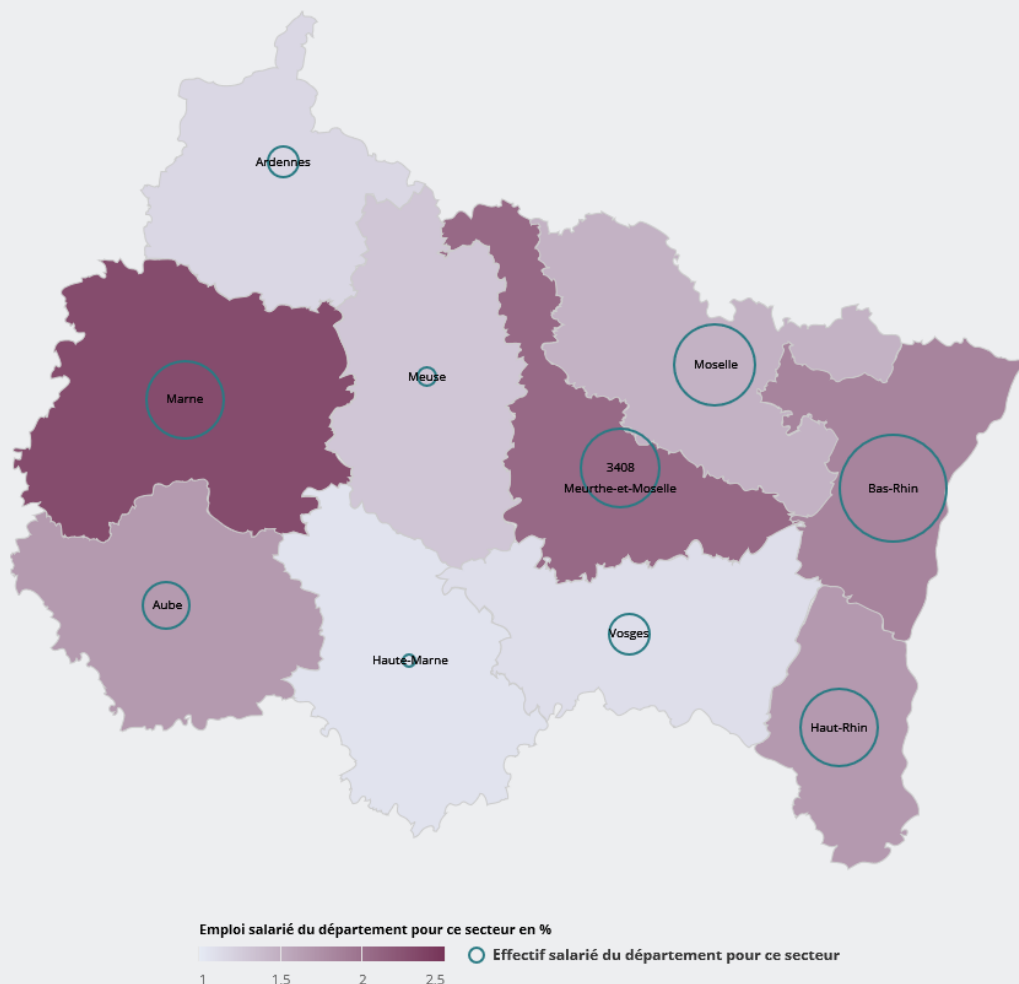 Ardennes
Moselle
Meuse
Marne
3408
Meurthe-et-Moselle
Bas-Rhin
Aube
Vosges
Haute-Marne
Haut-Rhin
Emploi salarié du département pour ce secteur en %
Effectif salarié du département pour ce secteur
1 1.5 2 2.5